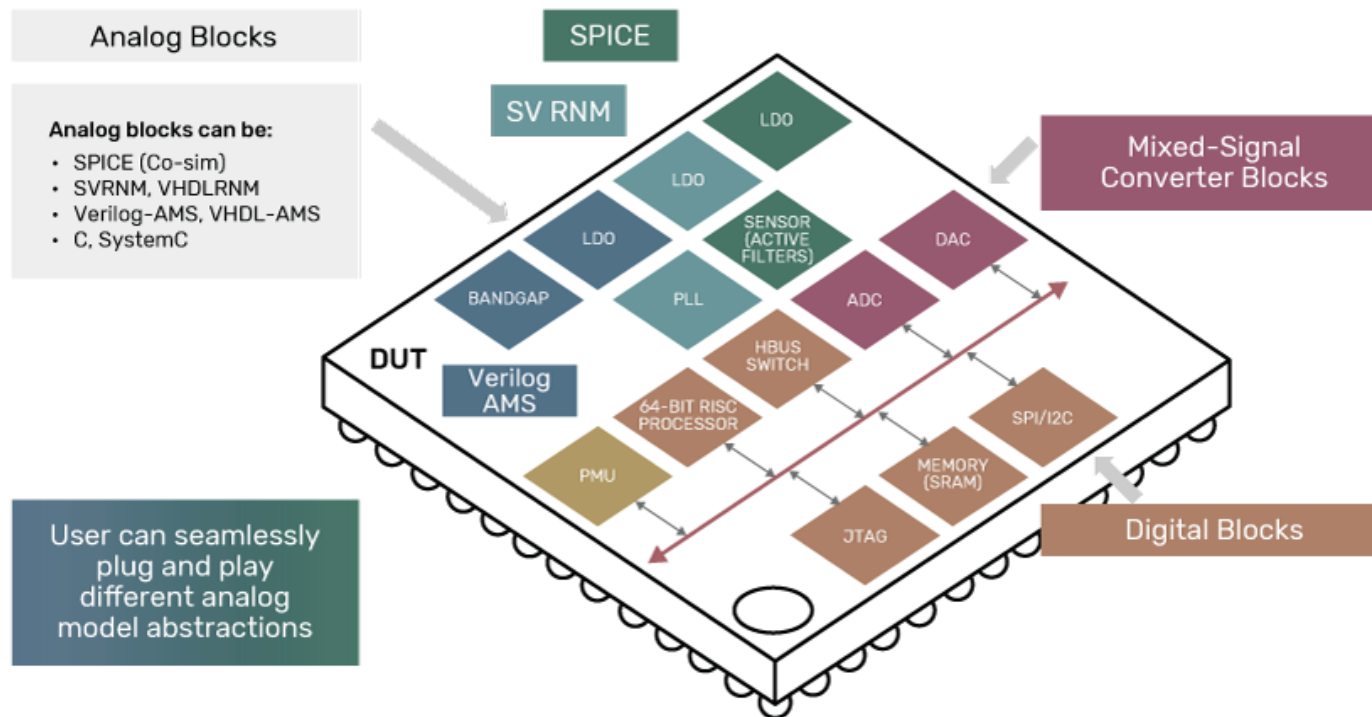 Analog Blocks
SPICE
SV RNM
Analog blocks can be:
• SPICE (Co-sim)
• SVRNM, VHDLRNM
• Verilog-AMS, VHDL-AMS
• C, SystemC
Mixed-Signal
Converter Blocks
LDO
LDO
LDO
SENSOR
(ACTIVE
FILTERS)
DAC
BANDGAP
PLL
ADC
DUT
Verilog
AMS
HBUS
SWITCH
64-BIT RISC
PROCESSOR
SPI/I2C
PMU
MEMORY
(SRAM)
JTAG
Digital Blocks
User can seamlessly
plug and play
different analog
model abstractions